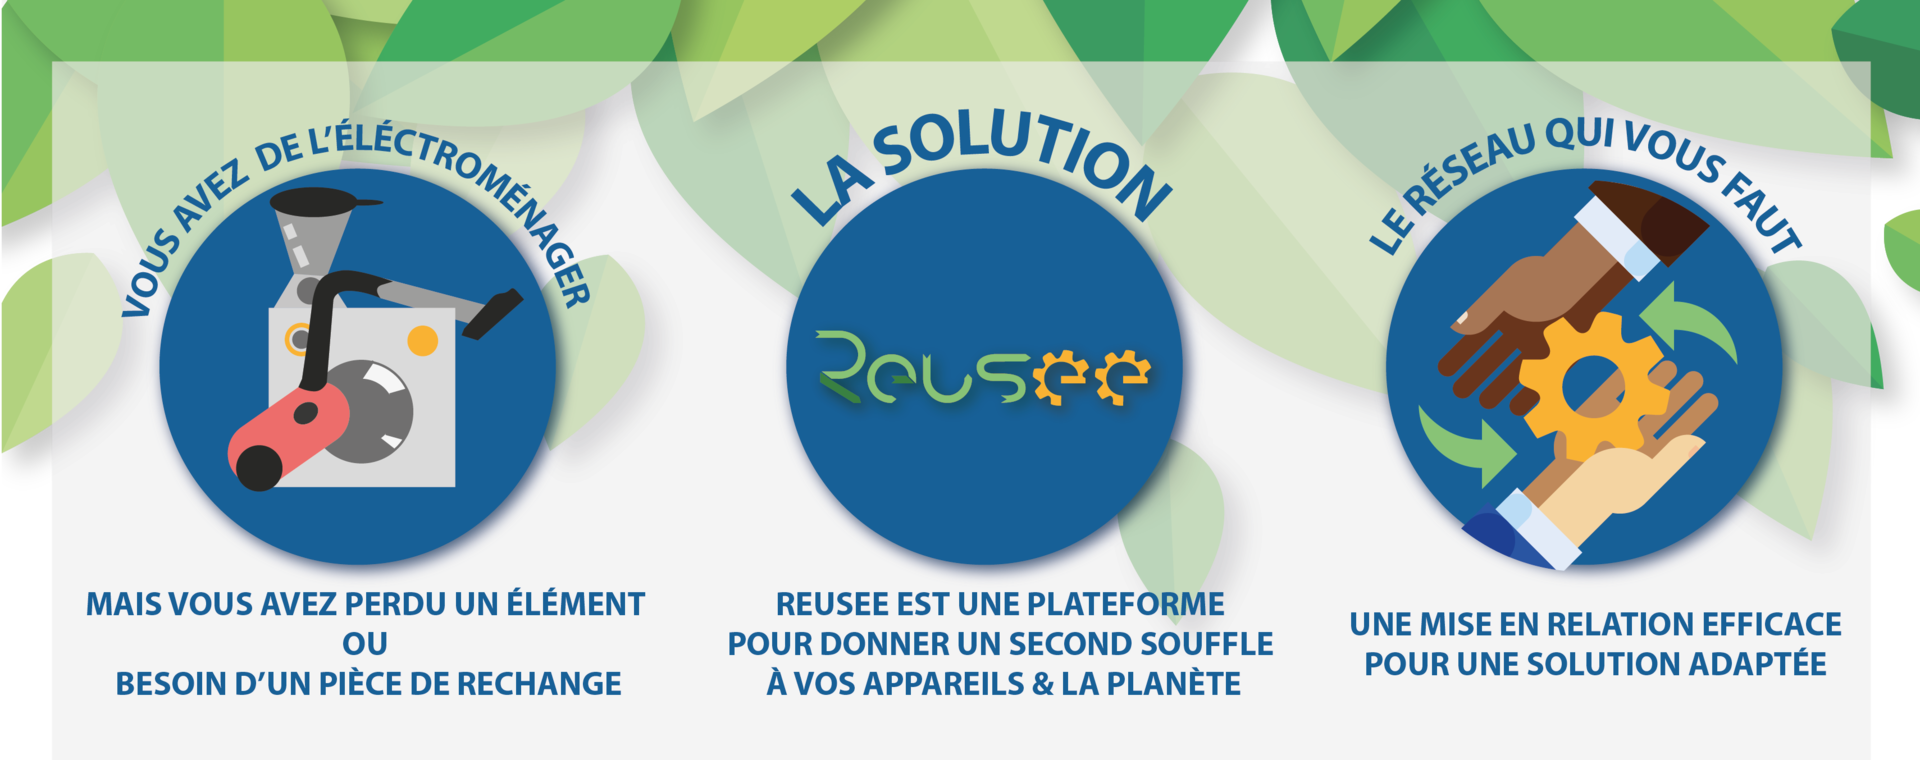 VOUS AVEZ DE L'ÉLÉCTROMÉNAGER
MAIS VOUS AVEZ PERDU UN ÉLÉMENT
OU
BESOIN D'UN PIÈCE DE RECHANGE
LA SOLUTION
Reusee
REUSEE EST UNE PLATEFORME
POUR DONNER UN SECOND SOUFFLE
À VOS APPAREILS & LA PLANÈTE
LE RÉSEAU QUI VOUS FAUT
UNE MISE EN RELATION EFFICACE
POUR UNE SOLUTION ADAPTÉE